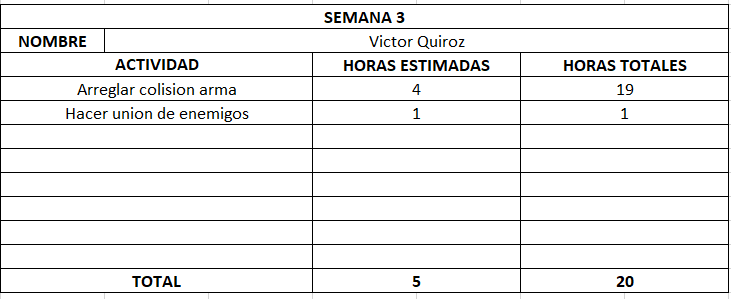 SEMANA 3
NOMBRE Victor Quiroz
ACTIVIDAD HORAS ESTIMADAS HORAS TOTALES
Arreglar colision arma 4 19
Hacer union de enemigos 1 1
TOTAL 5 20